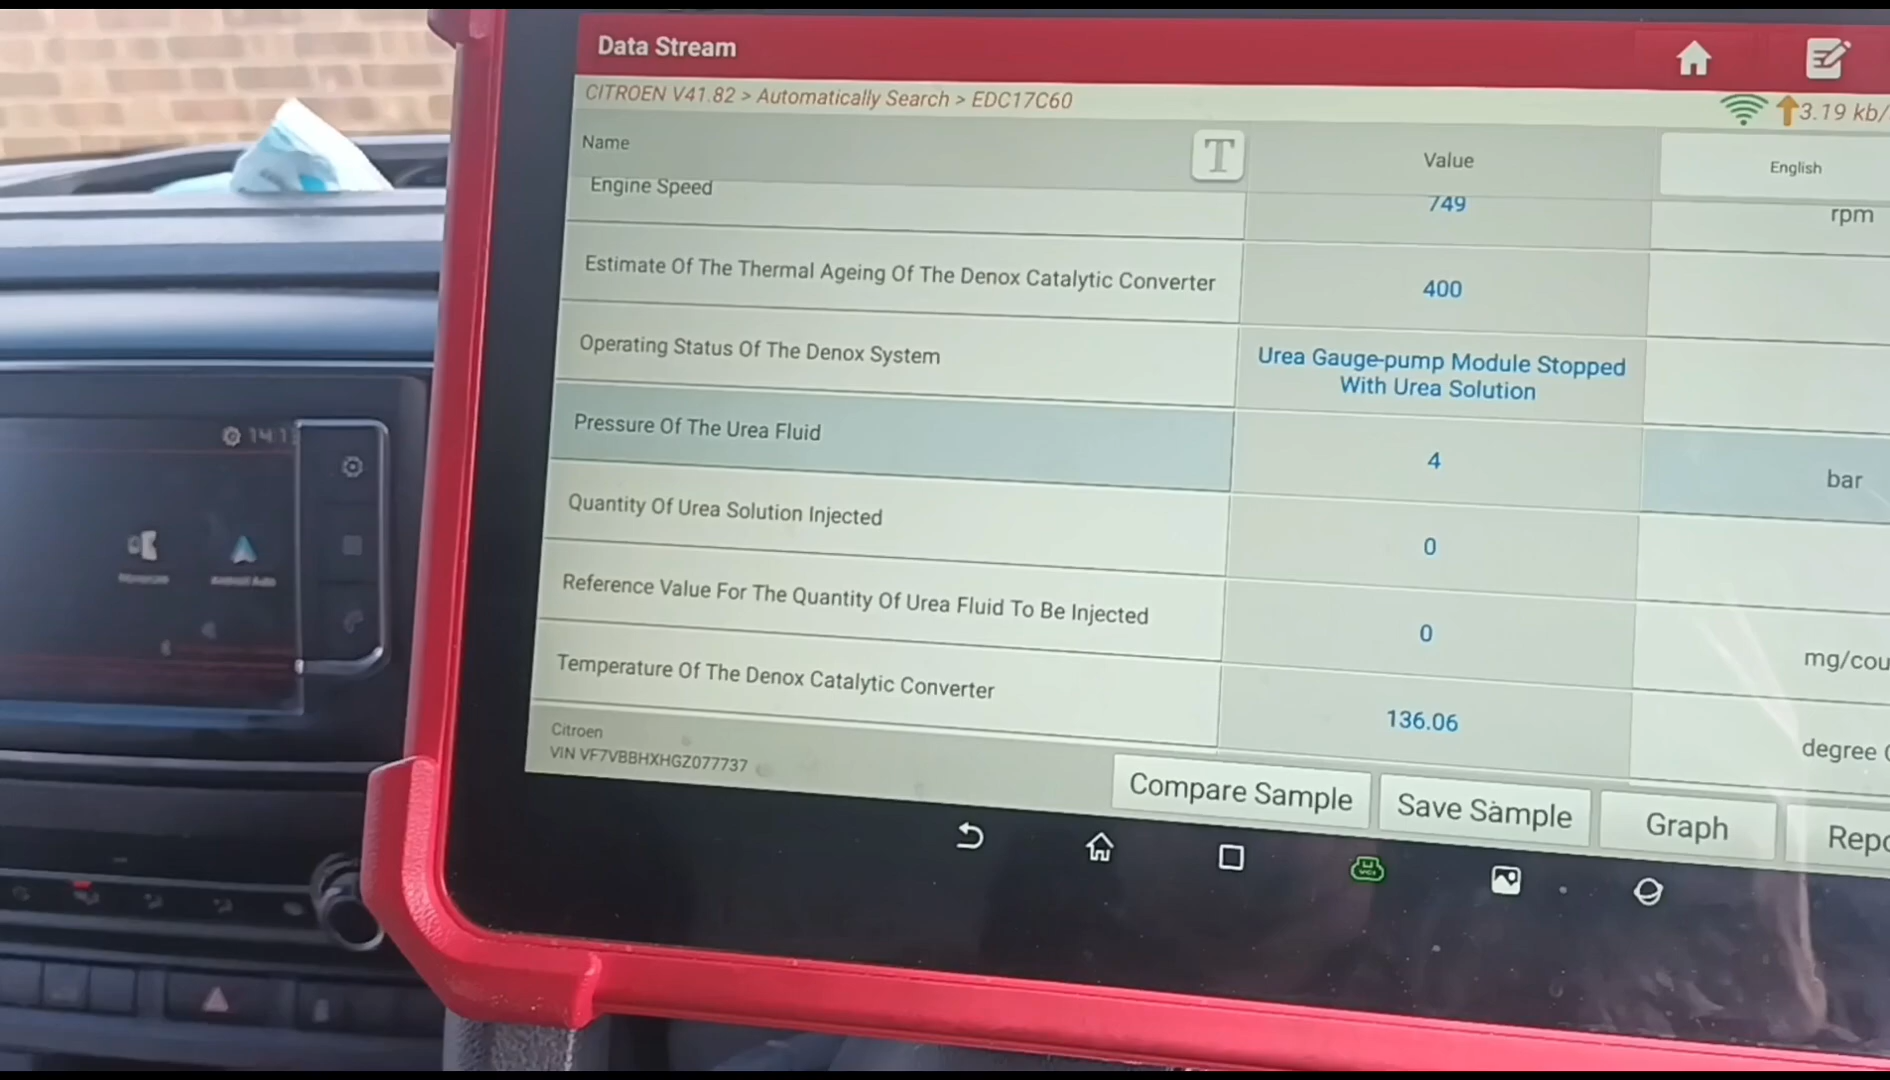 Data Stream
CITROEN V41.82 > Automatically Search > EDC17C60
3.19 kb/
Name
T
Value
English
Engine Speed
749
rpm
Estimate Of The Thermal Ageing Of The Denox Catalytic Converter
400
Operating Status Of The Denox System
Urea Gauge-pump Module Stopped
With Urea Solution
Pressure Of The Urea Fluid
4
bar
Quantity Of Urea Solution Injected
0
Reference Value For The Quantity Of Urea Fluid To Be Injected
0
mg/cou
Temperature Of The Denox Catalytic Converter
136.06
degree
Citroen
VIN VF7VBBHXHGZ077737
Compare Sample
Save Sample
Graph
Repo
VCI
Android Auto